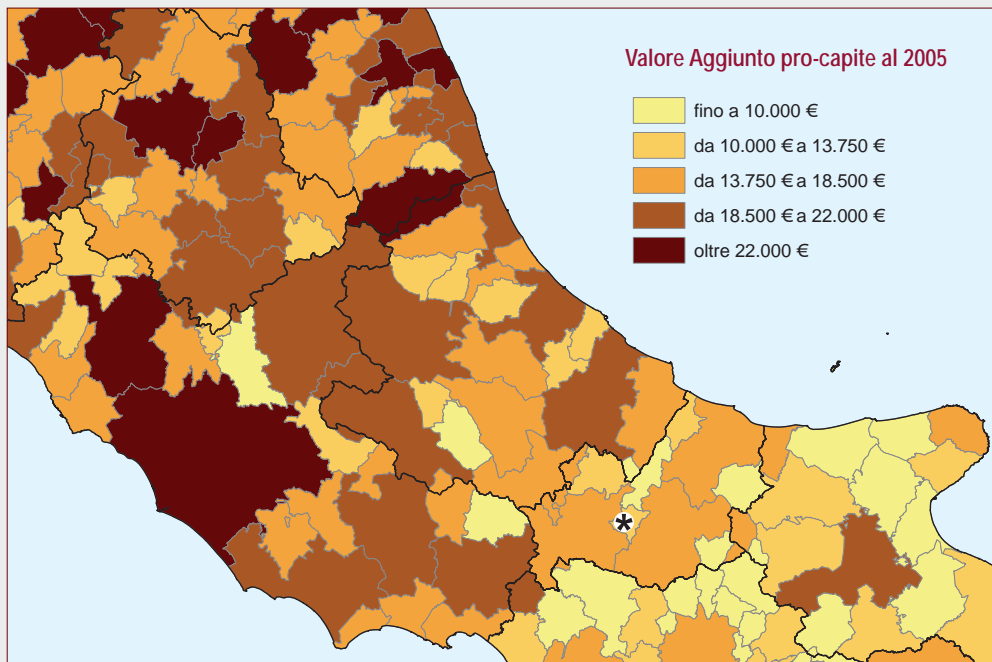 Valore Aggiunto pro-capite al 2005
fino a 10.000 €
da 10.000 € a 13.750 €
da 13.750 € a 18.500 €
da 18.500 € a 22.000 €
oltre 22.000 €
*